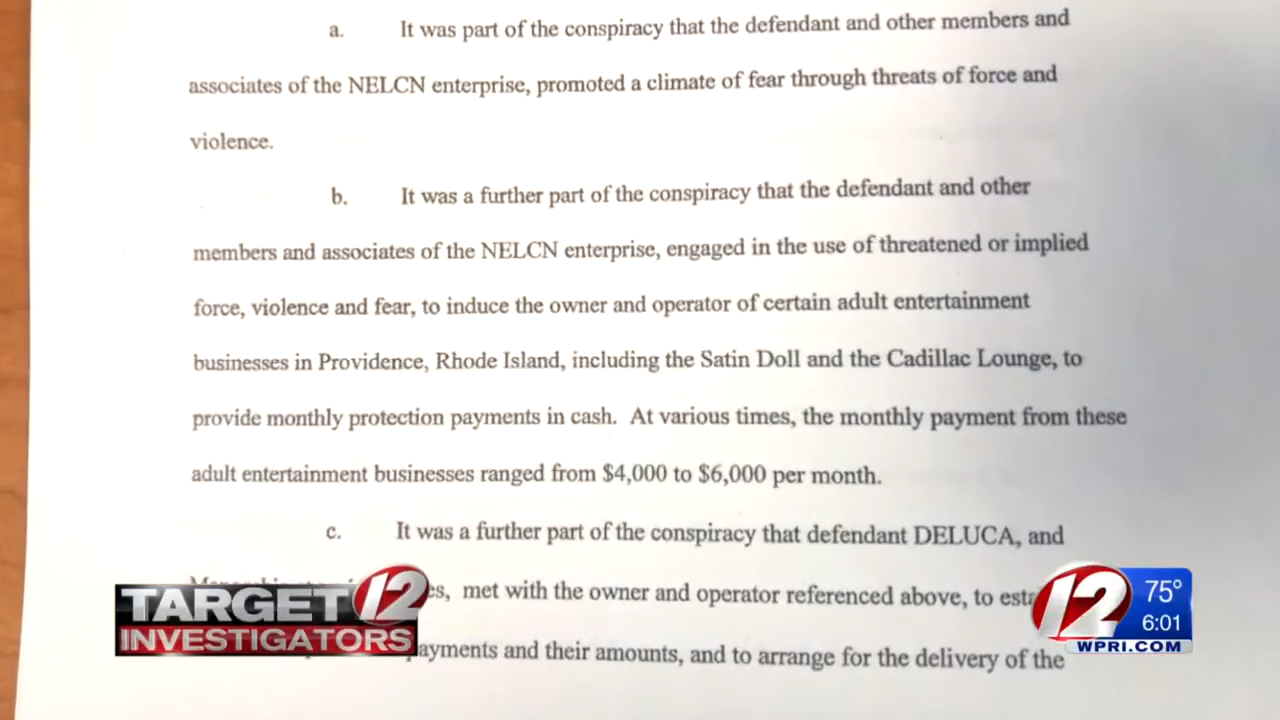 a. It was part of the conspiracy that the defendant and other members and
associates of the NELCN enterprise, promoted a climate of fear through threats of force and
violence.
b. It was a further part of the conspiracy that the defendant and other
members and associates of the NELCN enterprise, engaged in the use of threatened or implied
force, violence and fear, to induce the owner and operator of certain adult entertainment
businesses in Providence, Rhode Island, including the Satin Doll and the Cadillac Lounge, to
provide monthly protection payments in cash. At various times, the monthly payment from these
adult entertainment businesses ranged from $4,000 to $6,000 per month.
c. It was a further part of the conspiracy that defendant DELUCA, and
met with the owner and operator referenced above, to
and their amounts, and to arrange for the delivery of the
TARGET 12
INVESTIGATORS
12 75°
6:01
WPRI.COM